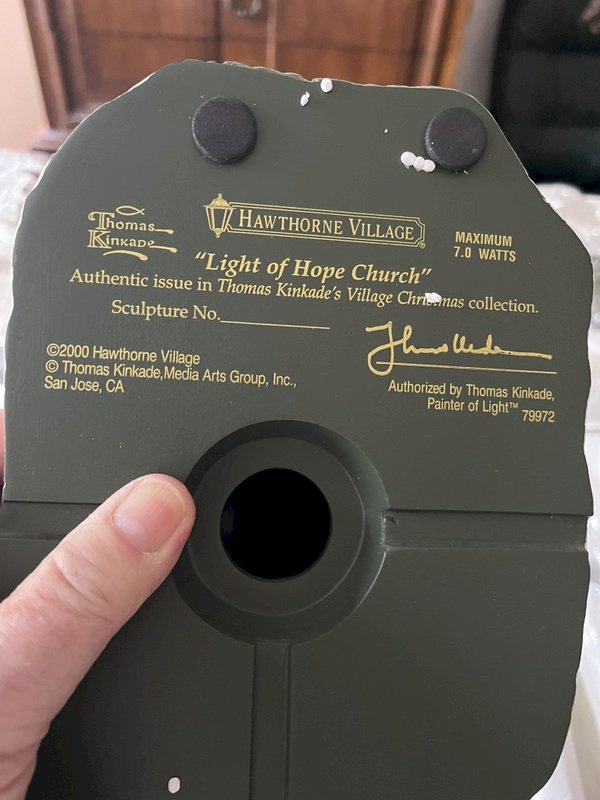 Thomas
Kinkade
HAWTHORNE VILLAGE®
MAXIMUM
7.0 WATTS
"Light of Hope Church"
Authentic issue in Thomas Kinkade's Village Christmas collection.
Sculpture No.
©2000 Hawthorne Village
© Thomas Kinkade, Media Arts Group, Inc.,
San Jose, CA
Authorized by Thomas Kinkade,
Painter of Light™ 79972